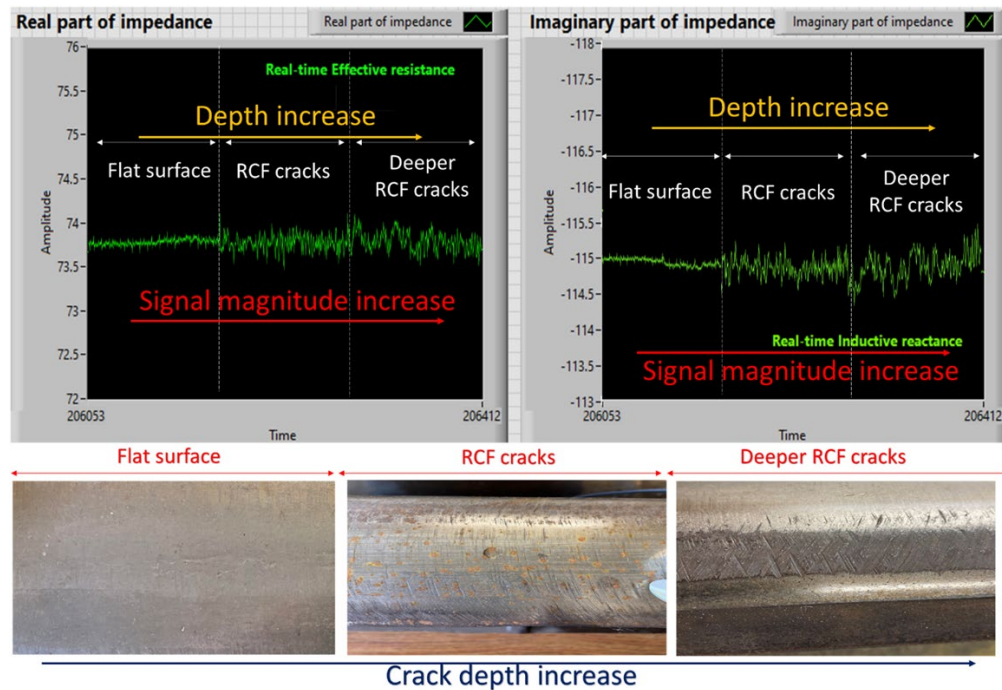 Real part of impedance
Real part of impedance
76
75.5
75
74.5
74
73.5
73
72.5
72
Amplitude
Real-time Effective resistance
Depth increase
Flat surface
RCF cracks
Deeper
RCF cracks
Signal magnitude increase
206053
206412
Time
Imaginary part of impedance
Imaginary part of impedance
-118
-117.5
-117
-116.5
-116
-115.5
-115
-114.5
-114
-113.5
-113
Amplitude
Depth increase
Flat surface
RCF cracks
Deeper
RCF cracks
Real-time Inductive reactance
Signal magnitude increase
206053
206412
Time
Flat surface
RCF cracks
Deeper RCF cracks
Crack depth increase